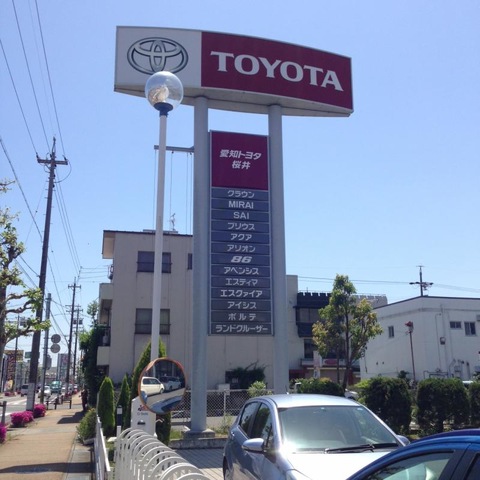 TOYOTA
愛知トヨタ
桜井
クラウン
MIRAI
SAI
プリウス
アクア
アリオン
86
アベンシス
エスティマ
エスクァイア
アイシス
ポルテ
ランドクルーザー